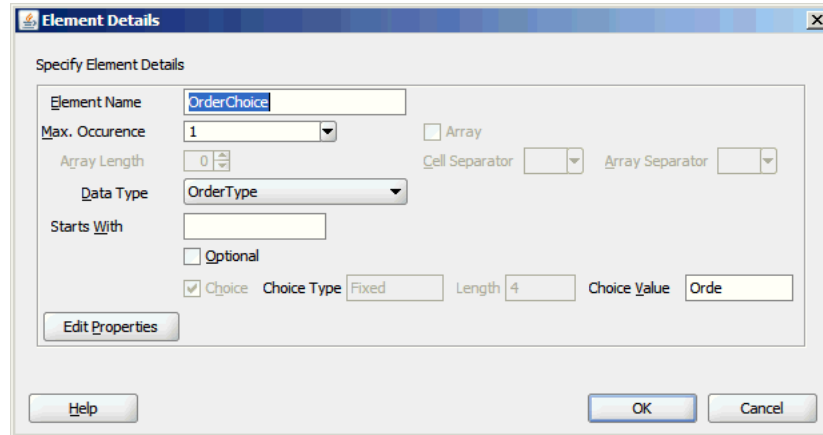 Element Details
Specify Element Details
Element Name OrderChoice
Max. Occurence 1 Array
Array Length 0 Cell Separator Array Separator
Data Type OrderType
Starts With
Optional
Choice Choice Type Fixed Length 4 Choice Value Orde
Edit Properties
Help OK Cancel